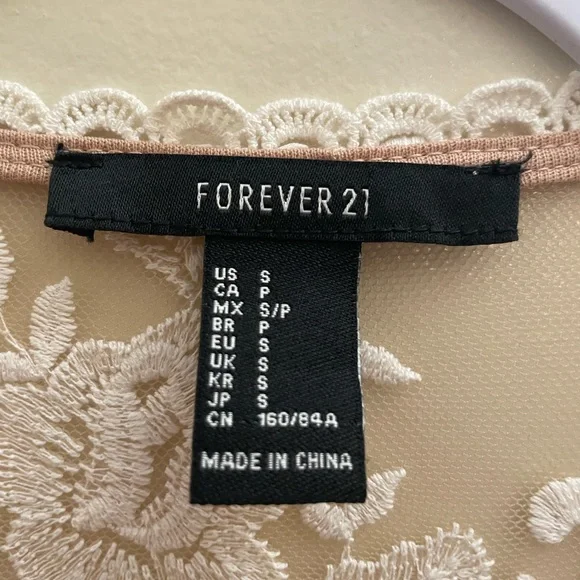 FOREVER 21
US S
CA P
MX S/P
BR P
EU S
UK S
KR S
JP S
CN 160/84A
MADE IN CHINA